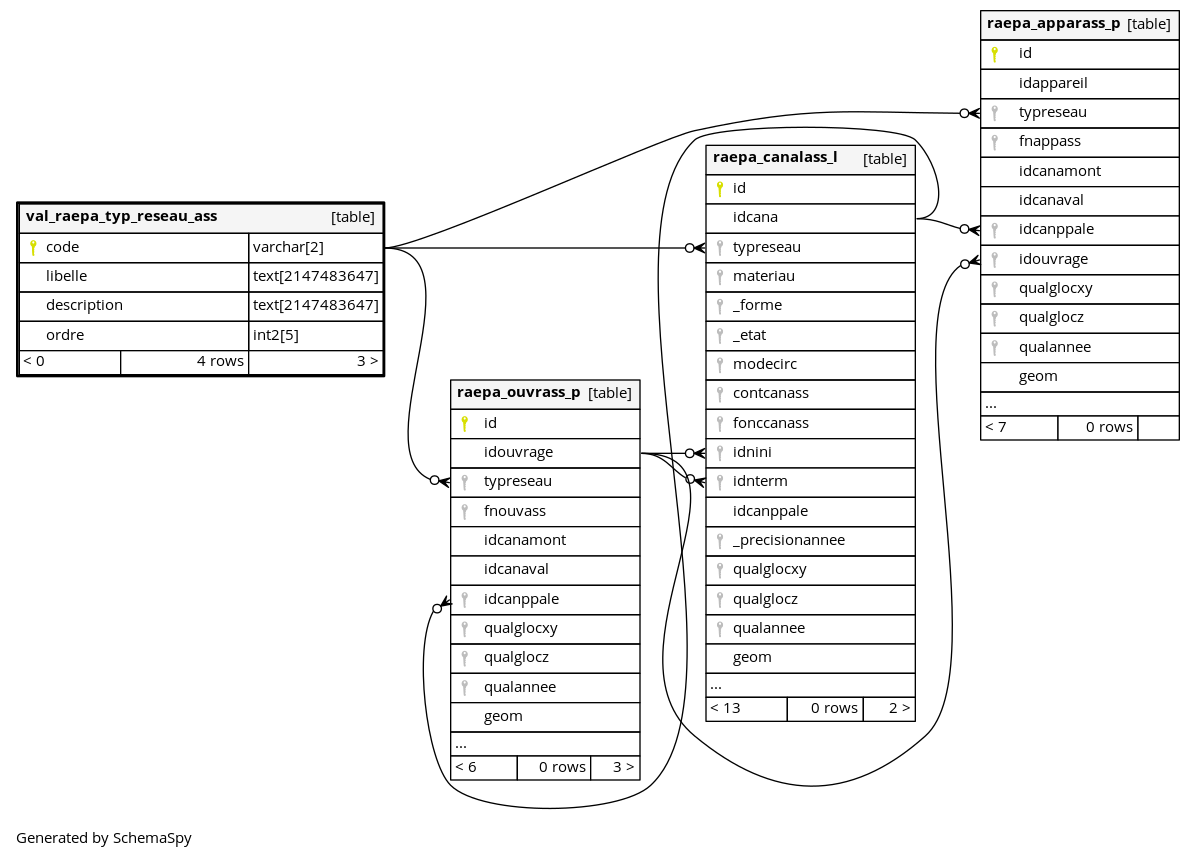 val_raepa_typ_reseau_ass [table]
code varchar[2]
libelle text[2147483647]
description text[2147483647]
ordre int2[5]
< 0 4 rows 3 >
raepa_ouvrass_p [table]
id
idouvrage
typreseau
fnouvass
idcanamont
idcanaval
idcanppale
qualglocxy
qualglocz
qualannee
geom
...
< 6 0 rows 3 >
raepa_canalass_l [table]
id
idcana
typreseau
materiau
_forme
_etat
modecirc
contcanass
fonccanass
idnini
idnterm
idcanppale
_precisionannee
qualglocxy
qualglocz
qualannee
geom
...
< 13 0 rows 2 >
raepa_apparass_p [table]
id
idappareil
typreseau
fnappass
idcanamont
idcanaval
idcanppale
idouvrage
qualglocxy
qualglocz
qualannee
geom
...
< 7 0 rows
Generated by SchemaSpy